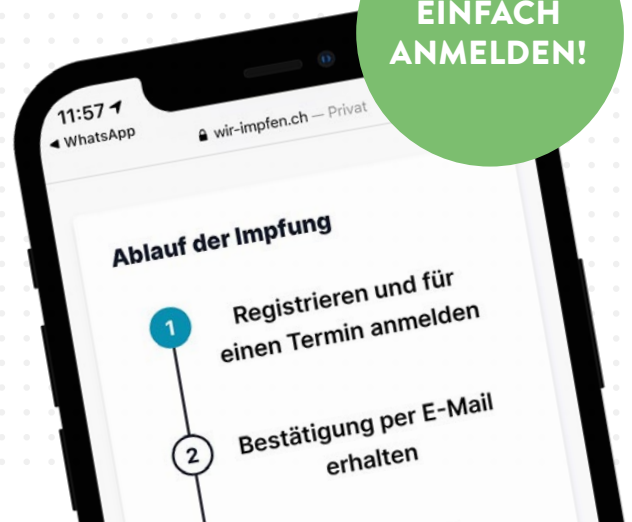 EINFACH
ANMELDEN!
11:57
WhatsApp
wir-impfen.ch — Privat
Ablauf der Impfung
1
Registrieren und für
einen Termin anmelden
2
Bestätigung per E-Mail
erhalten